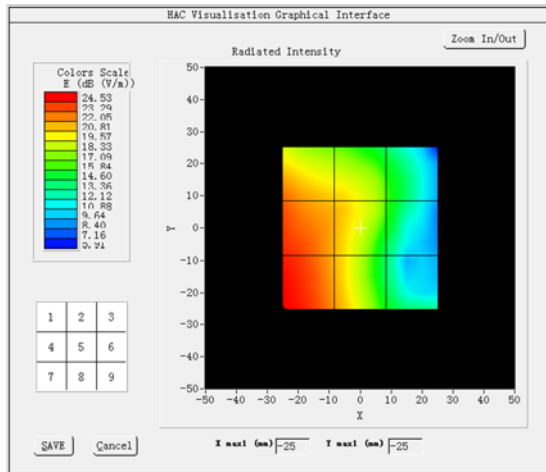 HAC Visualisation Graphical Interface
Zoom In/Out
Radiated Intensity
Colors Scale
E (dB (V/m))
24.53
23.29
22.05
20.81
19.57
18.33
17.09
15.84
14.60
13.36
12.12
10.88
9.64
8.40
7.16
5.91
50
40
30
20
10
0
-10
-20
-30
-40
-50
Y
-50 -40 -30 -20 -10 0 10 20 30 40 50
X
1 2 3
4 5 6
7 8 9
SAVE Cancel
X max1 (mm) -25 Y max1 (mm) -25